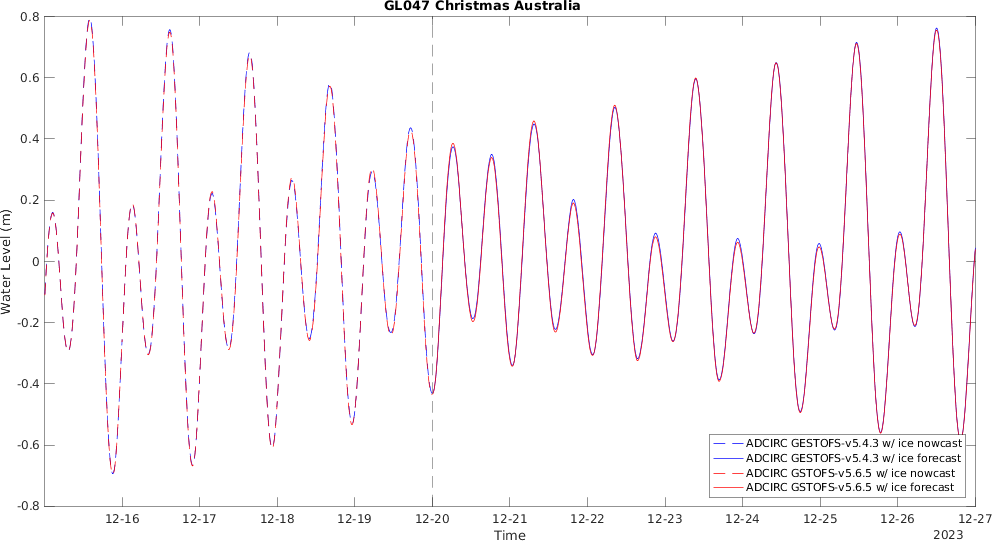 GL047 Christmas Australia
0.8
0.6
0.4
0.2
0
-0.2
-0.4
-0.6
-0.8
Water Level (m)
ADCIRC GESTOFS-v5.4.3 w/ ice nowcast
ADCIRC GESTOFS-v5.4.3 w/ ice forecast
ADCIRC GSTOFS-v5.6.5 w/ ice nowcast
ADCIRC GSTOFS-v5.6.5 w/ ice forecast
12-16 12-17 12-18 12-19 12-20 12-21 12-22 12-23 12-24 12-25 12-26 12-27
Time
2023